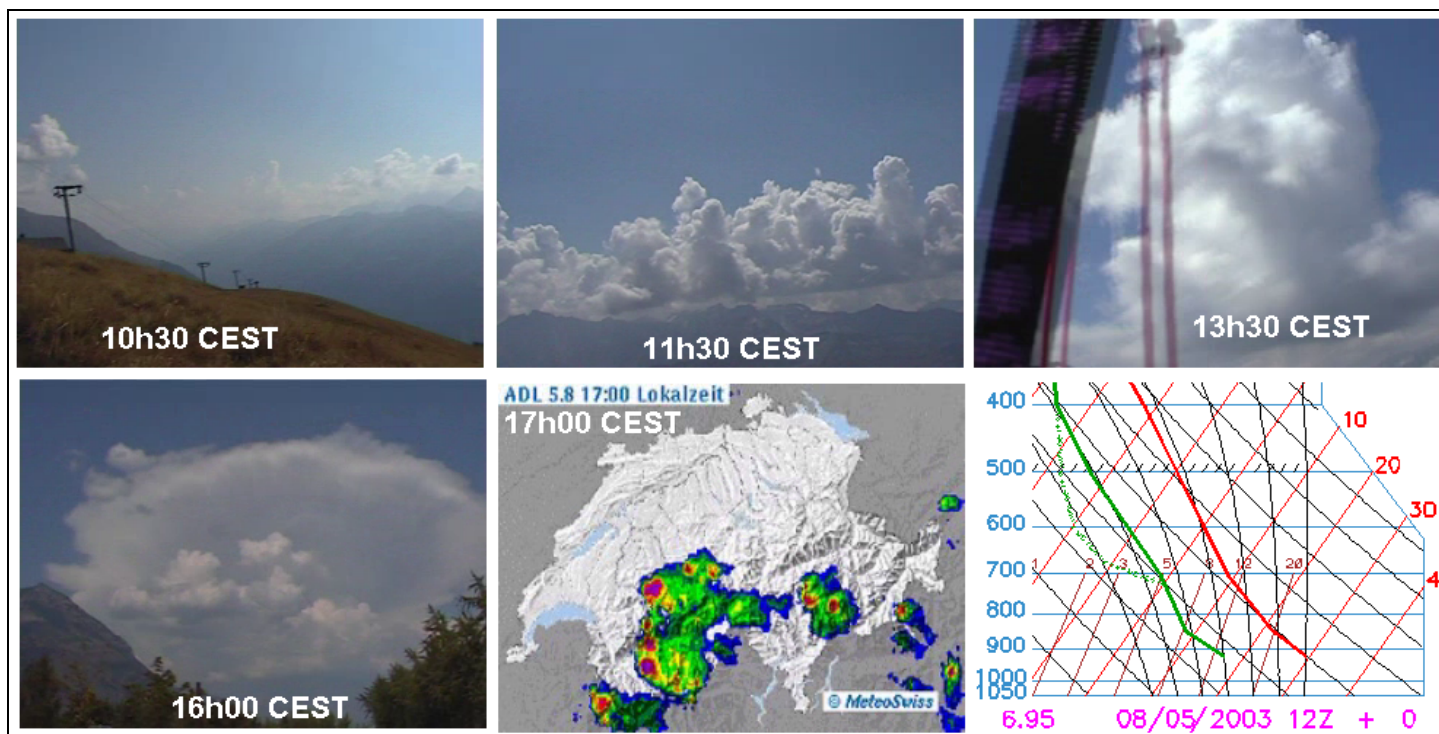 10h30 CEST
11h30 CEST
13h30 CEST
16h00 CEST
ADL 5.8 17:00 Lokalzeit
17h00 CEST
© MeteoSwiss
400
500
600
700
800
900
1000
1050
10
20
30
4
1 2 3 5 8 12 20
6.95 08/05/2003 12Z + 0